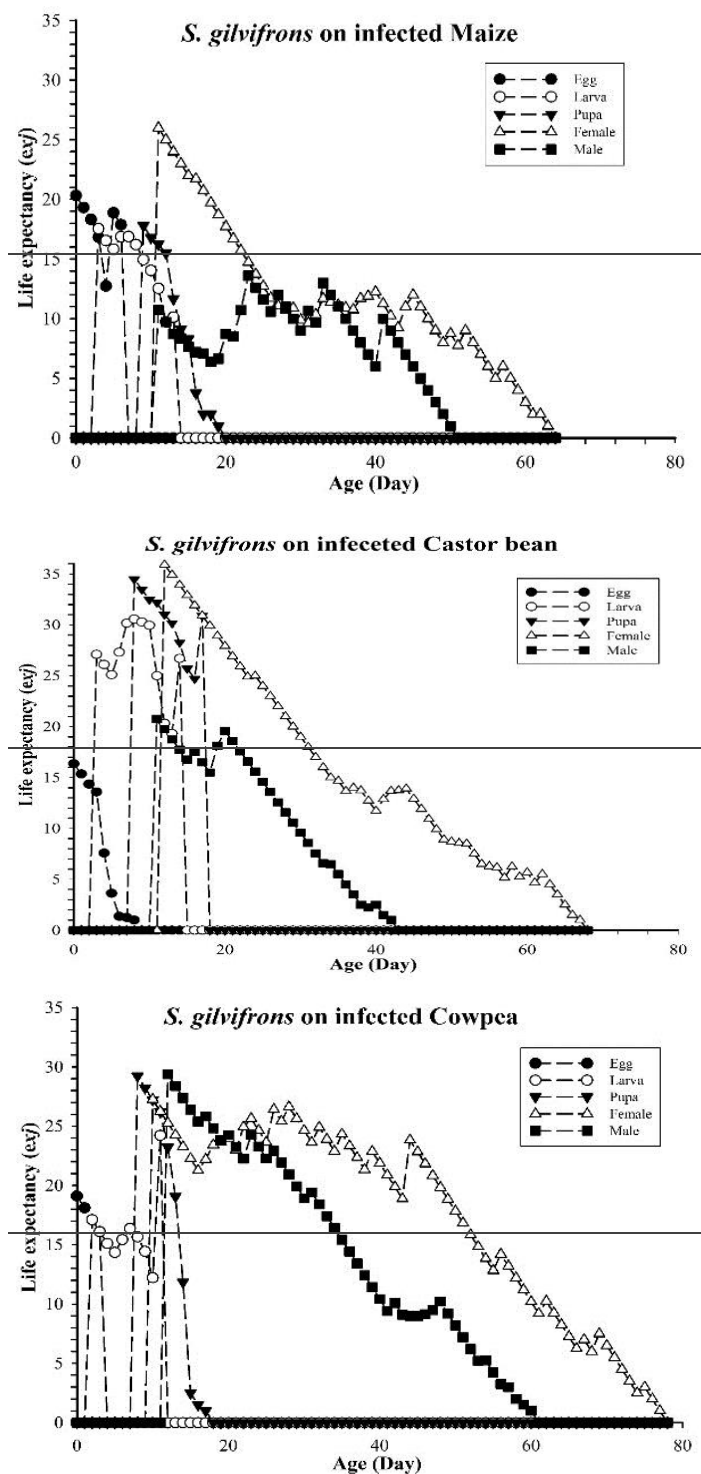 S. gilvifrons on infected Maize
35
30
25
20
15
10
5
0
Life expectancy (exj)
Egg
Larva
Pupa
Female
Male
0 20 40 60 80
Age (Day)
S. gilvifrons on infeceted Castor bean
35
30
25
20
15
10
5
0
Life expectancy (exj)
Egg
Larva
Pupa
Female
Male
0 20 40 60 80
Age (Day)
S. gilvifrons on infected Cowpea
35
30
25
20
15
10
5
0
Life expectancy (exj)
Egg
Larva
Pupa
Female
Male
0 20 40 60 80
Age (Day)